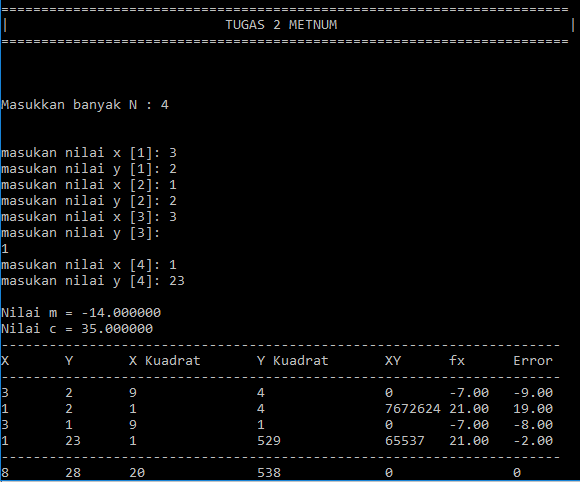 =======================================================================
| TUGAS 2 METNUM |
=======================================================================
Masukkan banyak N : 4
masukan nilai x [1]: 3
masukan nilai y [1]: 2
masukan nilai x [2]: 1
masukan nilai y [2]: 2
masukan nilai x [3]: 3
masukan nilai y [3]:
1
masukan nilai x [4]: 1
masukan nilai y [4]: 23
Nilai m = -14.000000
Nilai c = 35.000000
----------------------------------------------------------------------
X Y X Kuadrat Y Kuadrat XY fx Error
----------------------------------------------------------------------
3 2 9 4 0 -7.00 -9.00
1 2 1 4 7672624 21.00 19.00
3 1 9 1 0 -7.00 -8.00
1 23 1 529 65537 21.00 -2.00
----------------------------------------------------------------------
8 28 20 538 0 0